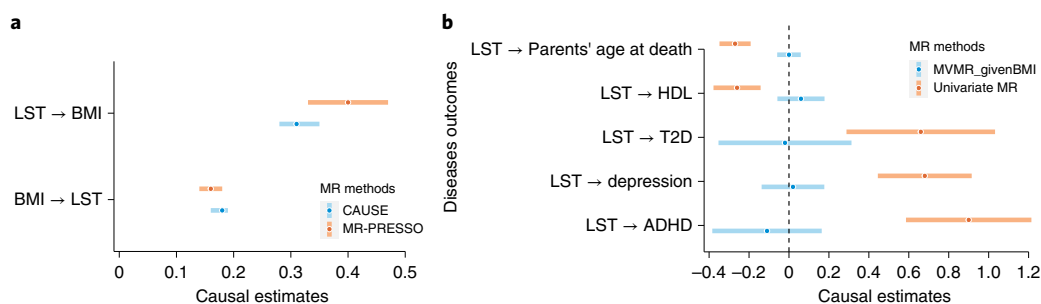 a
LST → BMI
BMI → LST
MR methods
CAUSE
MR-PRESSO
0 0.1 0.2 0.3 0.4 0.5
Causal estimates
b
Diseases outcomes
LST → Parents' age at death
LST → HDL
LST → T2D
LST → depression
LST → ADHD
MR methods
MVMR_givenBMI
Univariate MR
−0.4 −0.2 0 0.2 0.4 0.6 0.8 1.0 1.2
Causal estimates